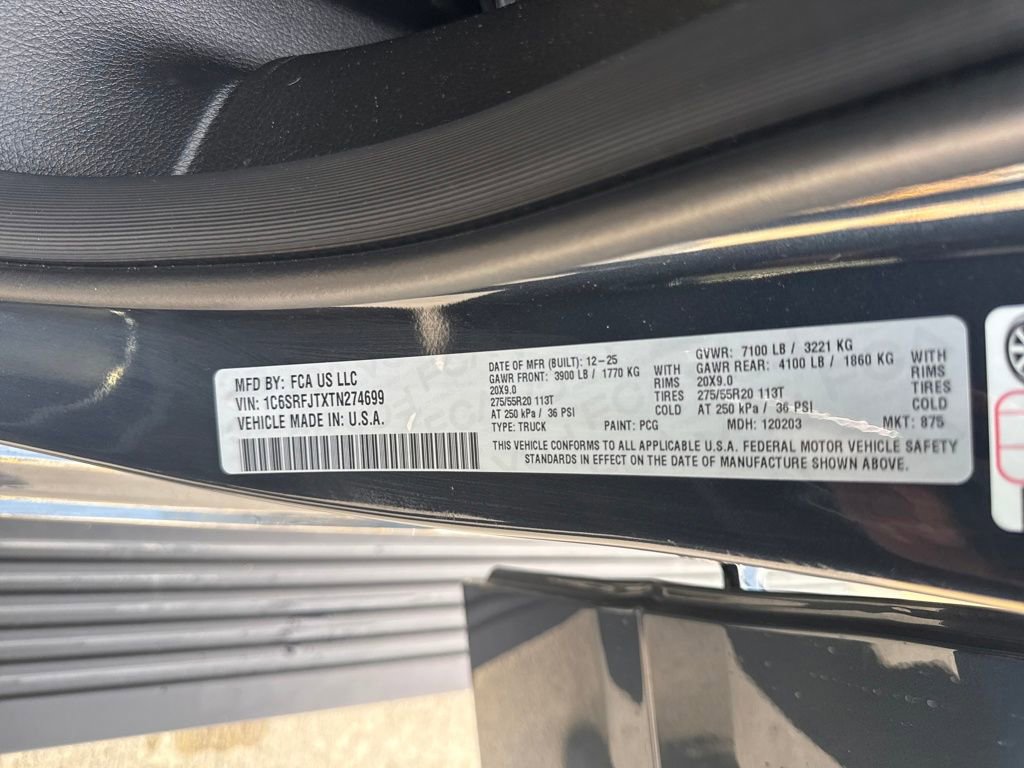 MFD BY: FCA US LLC
VIN: 1C6SRFJTXTN274699
VEHICLE MADE IN: U.S.A.
DATE OF MFR (BUILT): 12-25
GAWR FRONT: 3900 LB / 1770 KG WITH
20X9.0 RIMS
275/55R20 113T TIRES
AT 250 kPa / 36 PSI COLD
TYPE: TRUCK PAINT: PCG
GVWR: 7100 LB / 3221 KG
GAWR REAR: 4100 LB / 1860 KG WITH
20X9.0 RIMS
275/55R20 113T TIRES
AT 250 kPa / 36 PSI COLD
MDH: 120203 MKT: 875
THIS VEHICLE CONFORMS TO ALL APPLICABLE U.S.A. FEDERAL MOTOR VEHICLE SAFETY
STANDARDS IN EFFECT ON THE DATE OF MANUFACTURE SHOWN ABOVE.